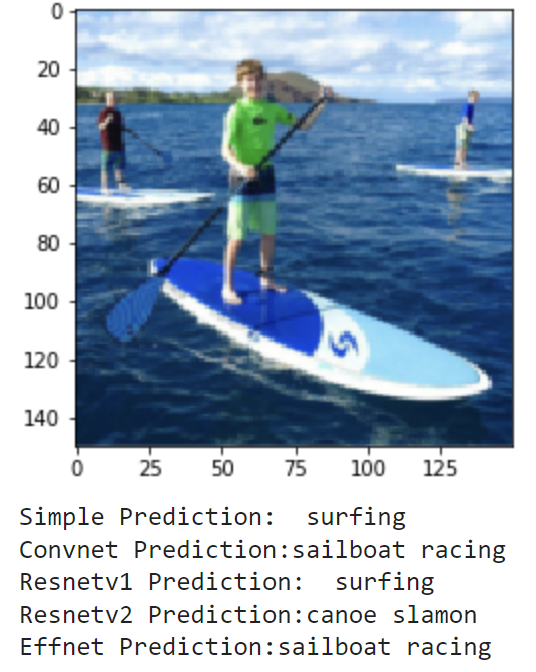 0
20
40
60
80
100
120
140
0 25 50 75 100 125
Simple Prediction:  surfing
Convnet Prediction:sailboat racing
Resnetv1 Prediction:  surfing
Resnetv2 Prediction:canoe slamon
Effnet Prediction:sailboat racing